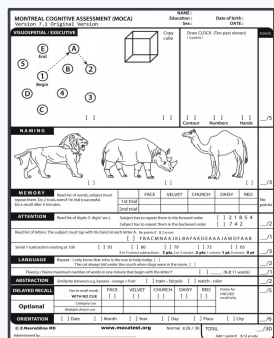 MONTREAL COGNITIVE ASSESSMENT (MOCA)
Version 7.1 Original Version
NAME :
Education :
Sex :
Date of birth :
DATE :
VISUOSPATIAL / EXECUTIVE
Copy cube
Draw CLOCK (Ten past eleven)
(3 points)
POINTS
E
End
A
5
B
2
1
Begin
D
4
3
C
[ ]
[ ]
[ ] [ ] [ ]
Contour Numbers Hands
__/5
NAMING
[ ] [ ] [ ]
__/3
MEMORY
Read list of words, subject must repeat them. Do 2 trials, even if 1st trial is successful. Do a recall after 5 minutes.
FACE VELVET CHURCH DAISY RED
1st trial
2nd trial
No points
ATTENTION
Read list of digits (1 digit/ sec.).
Subject has to repeat them in the forward order [ ] 2 1 8 5 4
Subject has to repeat them in the backward order [ ] 7 4 2
__/2
Read list of letters. The subject must tap with his hand at each letter A. No points if ≥ 2 errors
[ ] F B A C M N A A J K L B A F A K D E A A A J A M O F A A B
__/1
Serial 7 subtraction starting at 100 [ ] 93 [ ] 86 [ ] 79 [ ] 72 [ ] 65
4 or 5 correct subtractions: 3 pts, 2 or 3 correct: 2 pts, 1 correct: 1 pt, 0 correct: 0 pt
__/3
LANGUAGE
Repeat : I only know that John is the one to help today. [ ]
The cat always hid under the couch when dogs were in the room. [ ]
__/2
Fluency / Name maximum number of words in one minute that begin with the letter F [ ] ____ (N ≥ 11 words)
__/1
ABSTRACTION
Similarity between e.g. banana - orange = fruit [ ] train – bicycle [ ] watch - ruler
__/2
DELAYED RECALL
Has to recall words WITH NO CUE
FACE VELVET CHURCH DAISY RED
[ ] [ ] [ ] [ ] [ ]
Points for UNCUED recall only
__/5
Optional
Category cue
Multiple choice cue
ORIENTATION
[ ] Date [ ] Month [ ] Year [ ] Day [ ] Place [ ] City
__/6
© Z.Nasreddine MD
www.mocatest.org
Normal ≥ 26 / 30
TOTAL __/30
Administered by:
Add 1 point if ≤ 12 yr edu